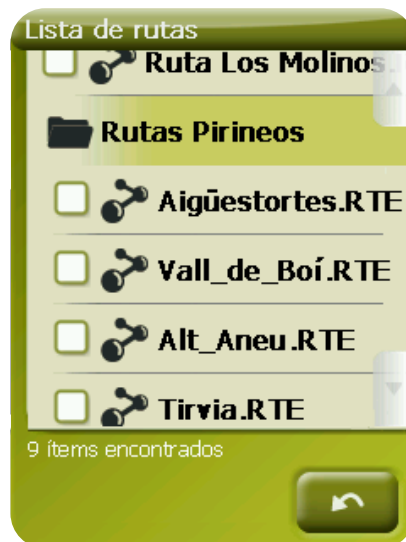 Lista de rutas
Ruta Los Molinos.
Rutas Pirineos
Aigüestortes.RTE
Vall_de_Boí.RTE
Alt_Aneu.RTE
Tirvia.RTE
9 ítems encontrados